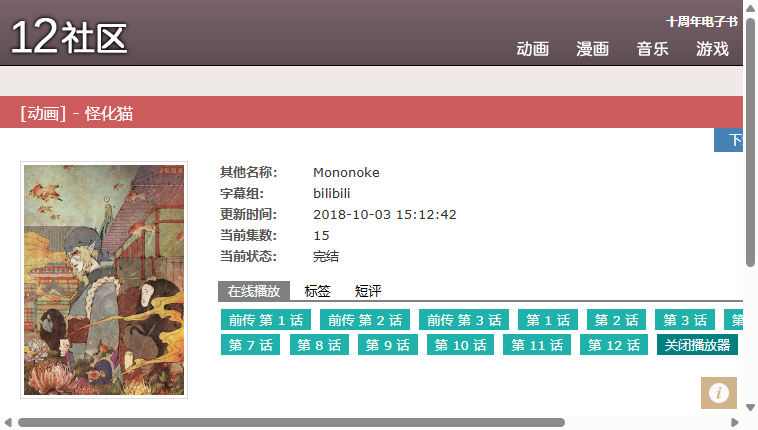 12社区
十周年电子书
动画 漫画 音乐 游戏
[动画] - 怪化猫
其他名称： Mononoke
字幕组： bilibili
更新时间： 2018-10-03 15:12:42
当前集数： 15
当前状态： 完结
在线播放 标签 短评
前传 第 1 话 前传 第 2 话 前传 第 3 话 第 1 话 第 2 话 第 3 话 第
第 7 话 第 8 话 第 9 话 第 10 话 第 11 话 第 12 话 关闭播放器